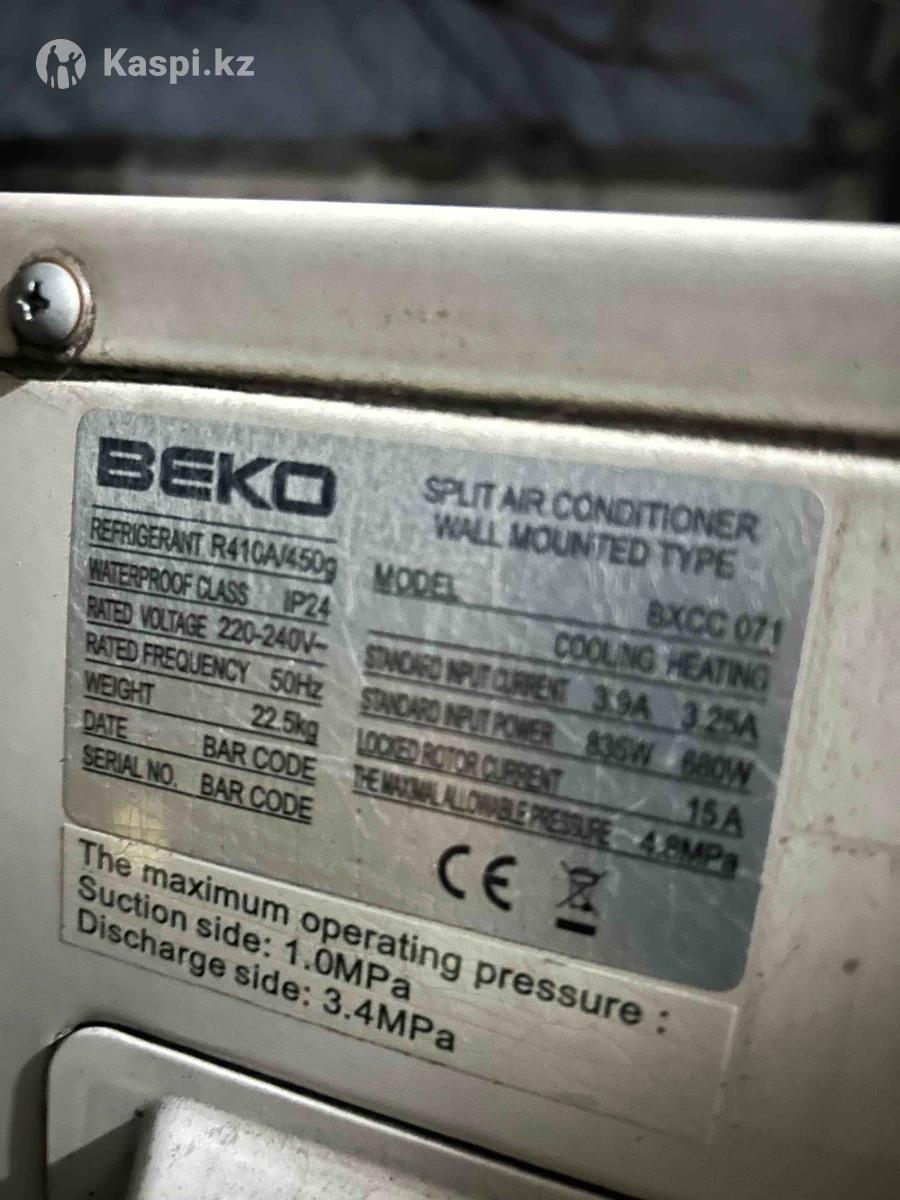 Kaspi.kz
BEKO
REFRIGERANT R410A/450g
WATERPROOF CLASS IP24
RATED VOLTAGE 220-240V~
RATED FREQUENCY 50Hz
WEIGHT 22.5kg
DATE BAR CODE
SERIAL NO. BAR CODE
SPLIT AIR CONDITIONER
WALL MOUNTED TYPE
MODEL BXCC 071
COOLING HEATING
STANDARD INPUT CURRENT 3.9A 3.25A
STANDARD INPUT POWER 835W 680W
LOCKED ROTOR CURRENT 15A
THE MAXIMAL ALLOWABLE PRESSURE 4.8MPa
CE
The maximum operating pressure :
Suction side: 1.0MPa
Discharge side: 3.4MPa